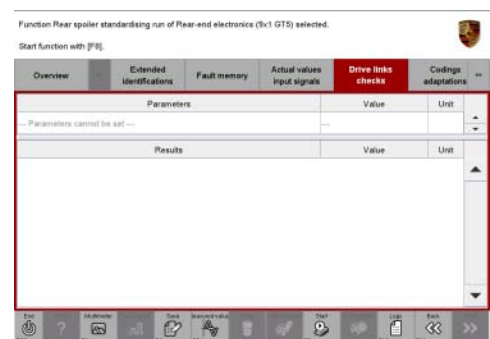 Function Rear spoiler standardising run of Rear-end electronics (9x1 GT5) selected.
Start function with [F8].
Overview
Extended identifications
Fault memory
Actual values input signals
Drive links checks
Codings adaptations
Parameters Value Unit
--- Parameters cannot be set --- ---
Results Value Unit
End
Multimeter
Save
Start
Logs
Back